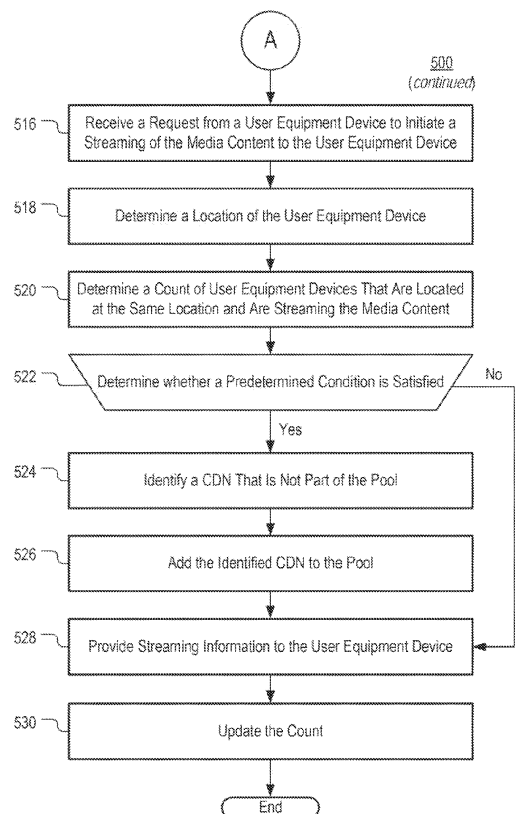 A
500
(continued)
516
Receive a Request from a User Equipment Device to Initiate a
Streaming of the Media Content to the User Equipment Device
518
Determine a Location of the User Equipment Device
520
Determine a Count of User Equipment Devices That Are Located
at the Same Location and Are Streaming the Media Content
522
Determine whether a Predetermined Condition is Satisfied
No
Yes
524
Identify a CDN That Is Not Part of the Pool
526
Add the Identified CDN to the Pool
528
Provide Streaming Information to the User Equipment Device
530
Update the Count
End